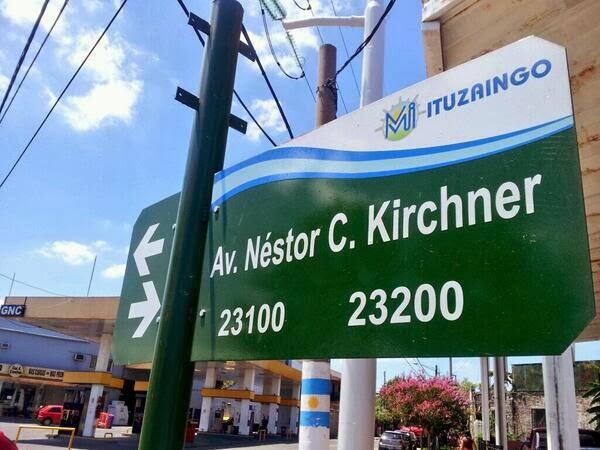 Mi ITUZAINGO
Av. Néstor C. Kirchner
23100 23200
GNC